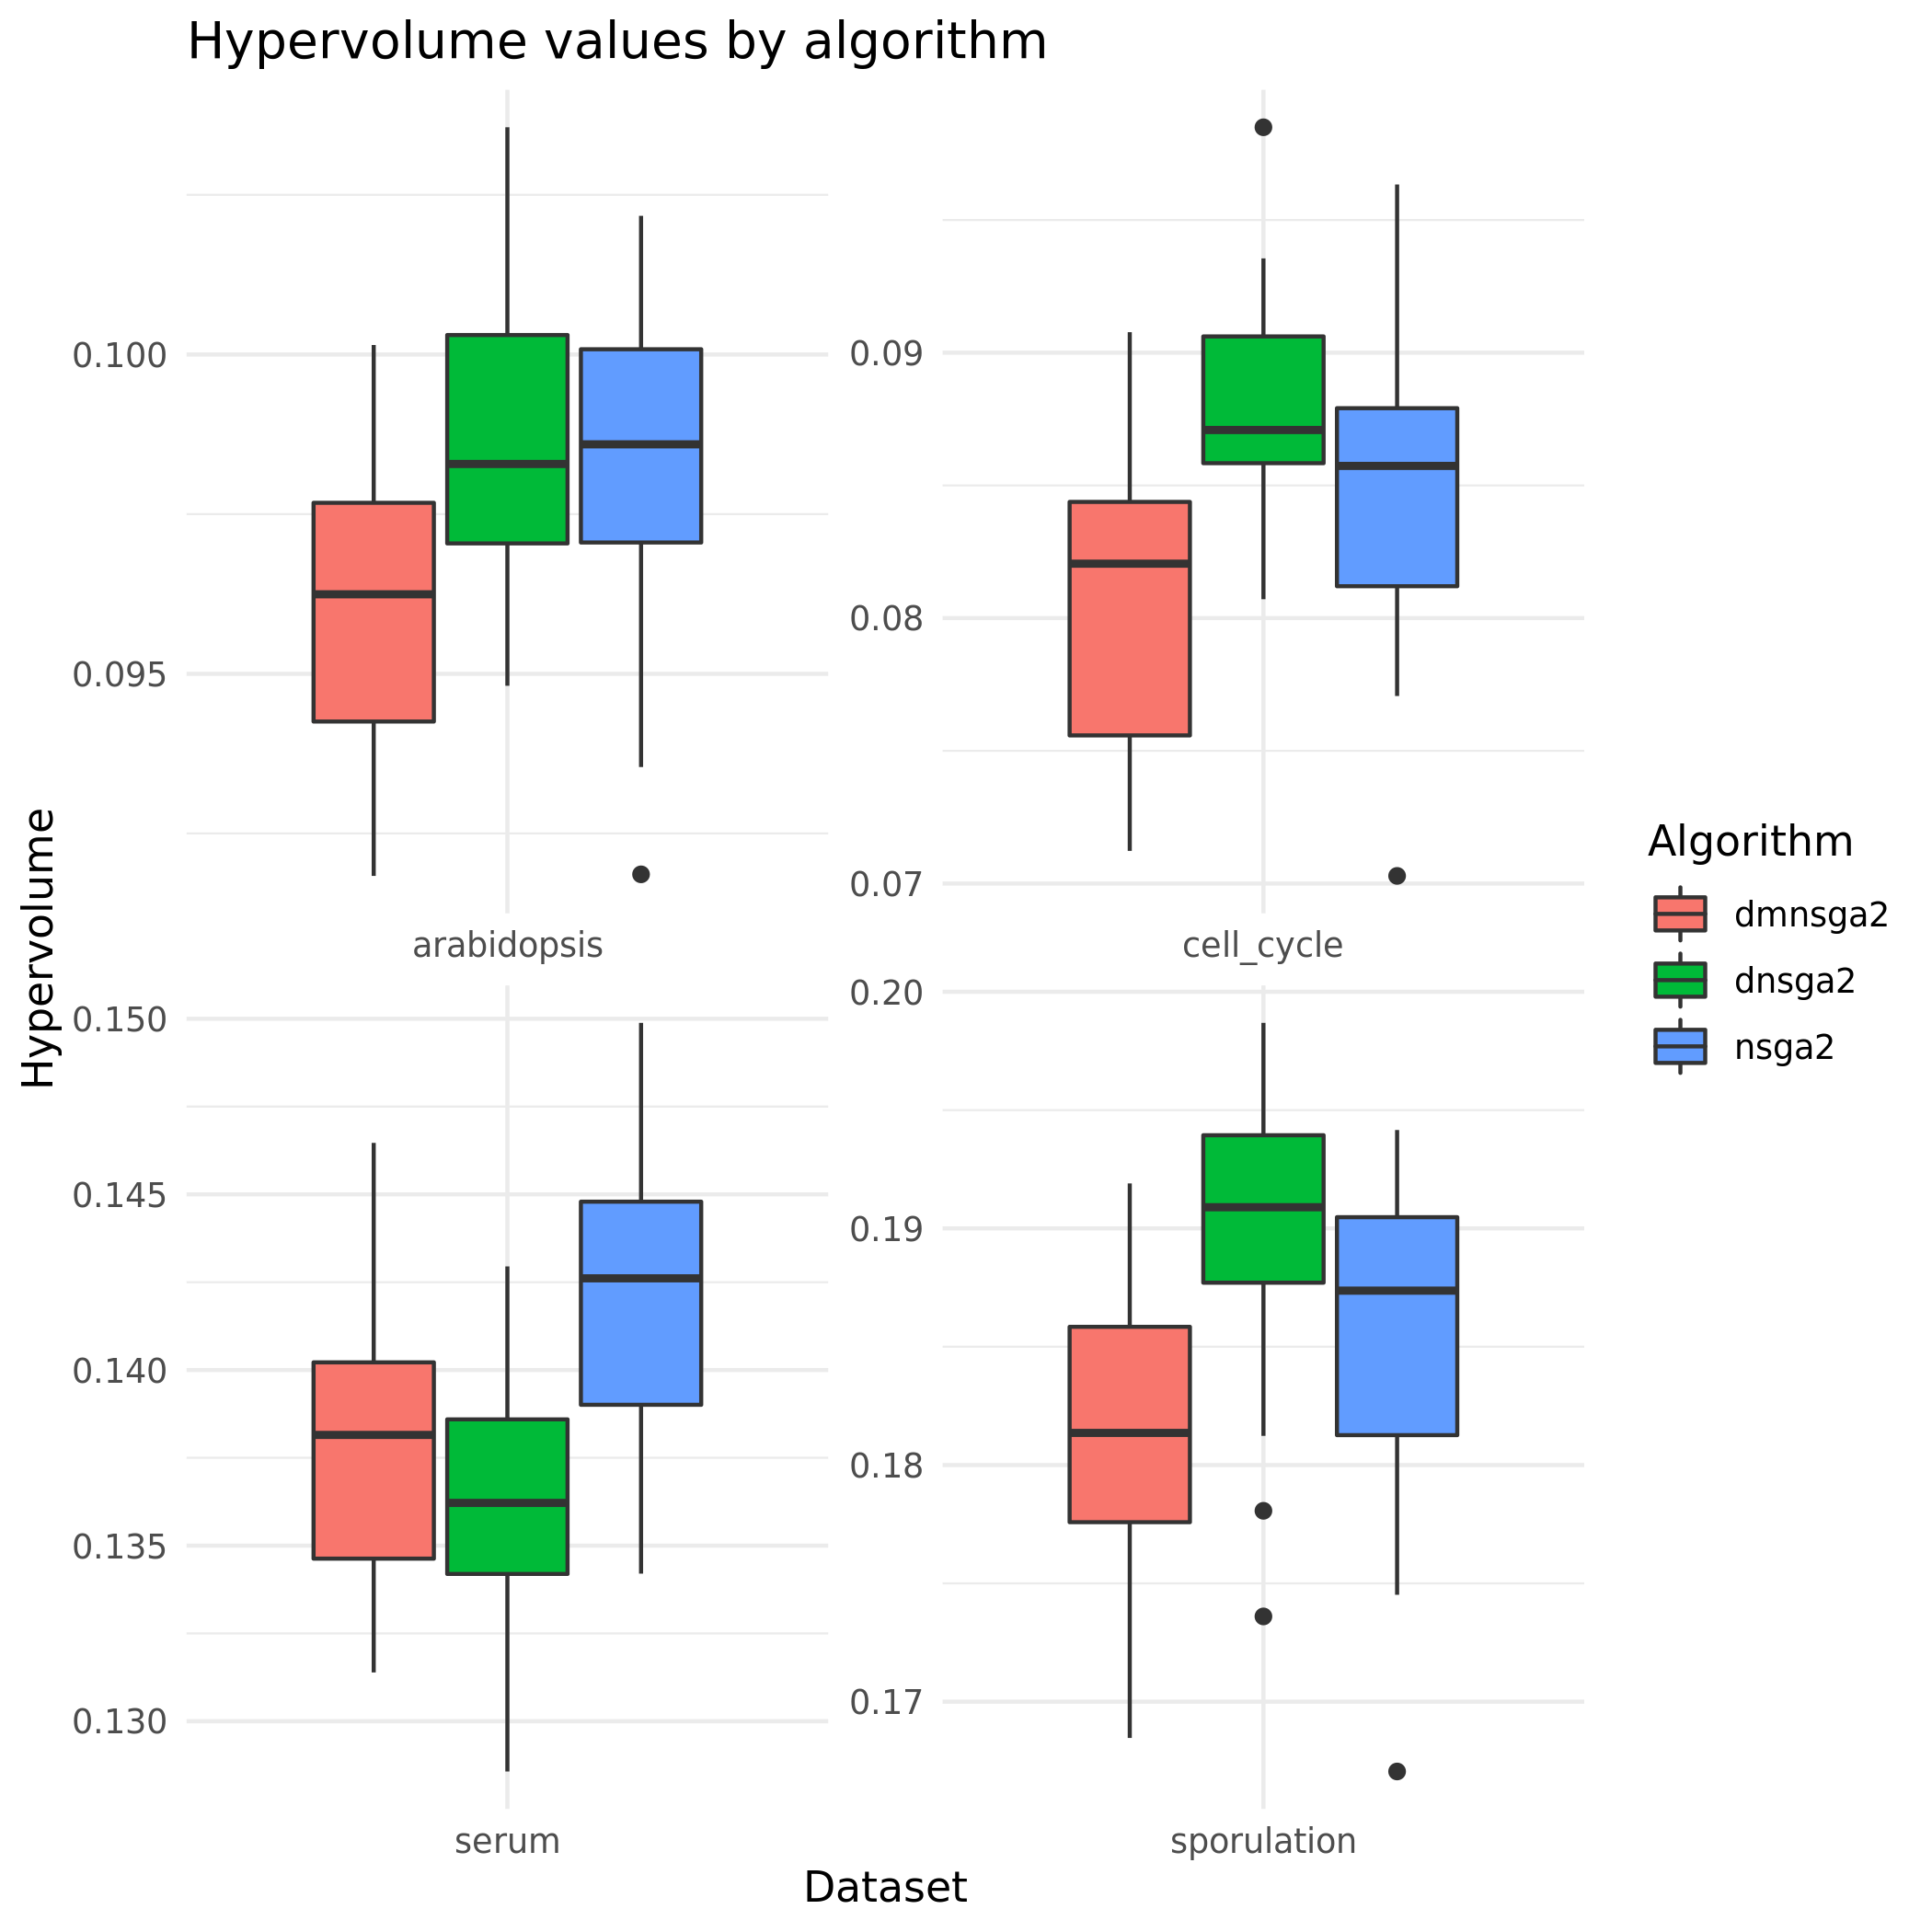 Hypervolume values by algorithm
Hypervolume
0.100
0.095
arabidopsis
0.09
0.08
0.07
cell_cycle
0.150
0.145
0.140
0.135
0.130
serum
0.20
0.19
0.18
0.17
sporulation
Dataset
Algorithm
dmnsga2
dnsga2
nsga2